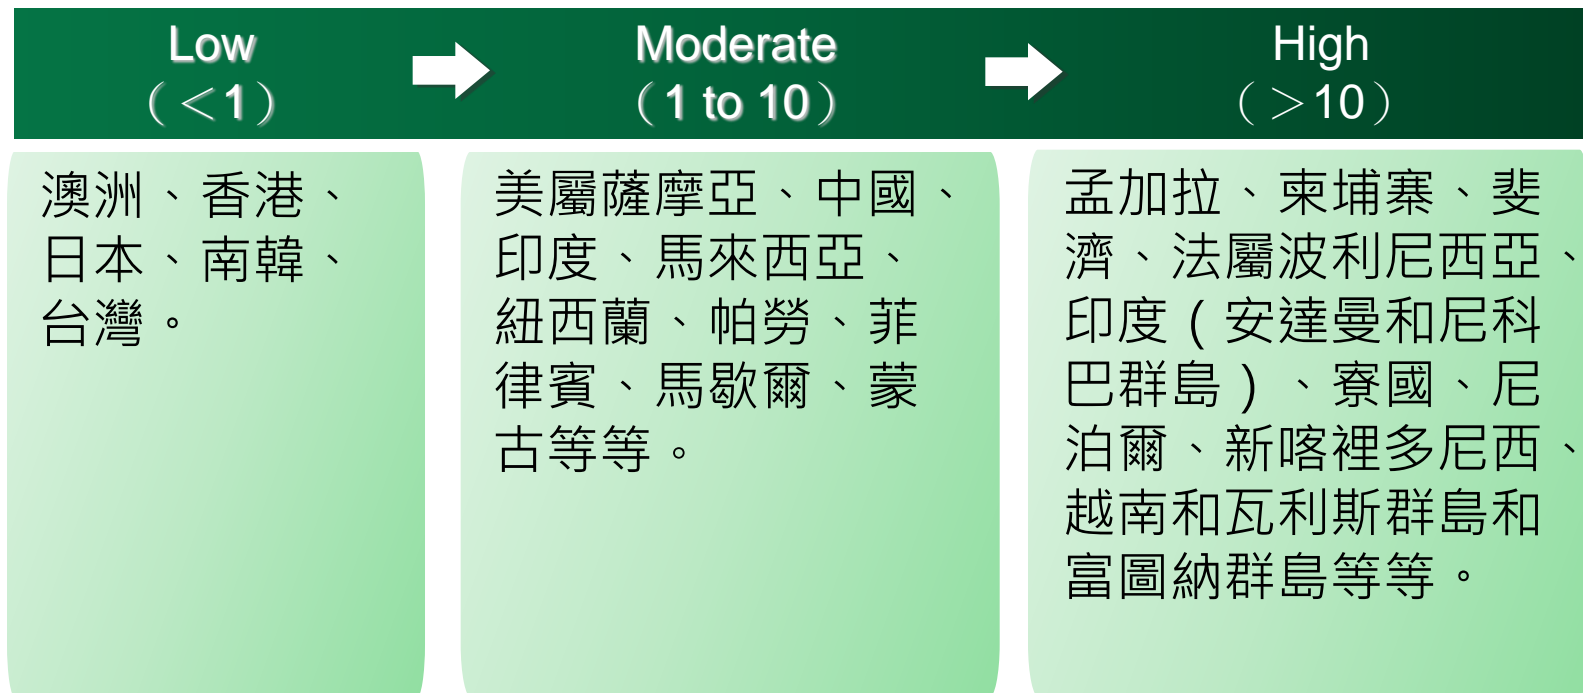 Low
（＜1）
Moderate
（1 to 10）
High
（＞10）
澳洲、香港、
日本、南韓、
台灣。
美屬薩摩亞、中國、
印度、馬來西亞、
紐西蘭、帕勞、菲
律賓、馬歇爾、蒙
古等等。
孟加拉、柬埔寨、斐
濟、法屬波利尼西亞、
印度(安達曼和尼科
巴群島)、寮國、尼
泊爾、新喀裡多尼西、
越南和瓦利斯群島和
富圖納群島等等。